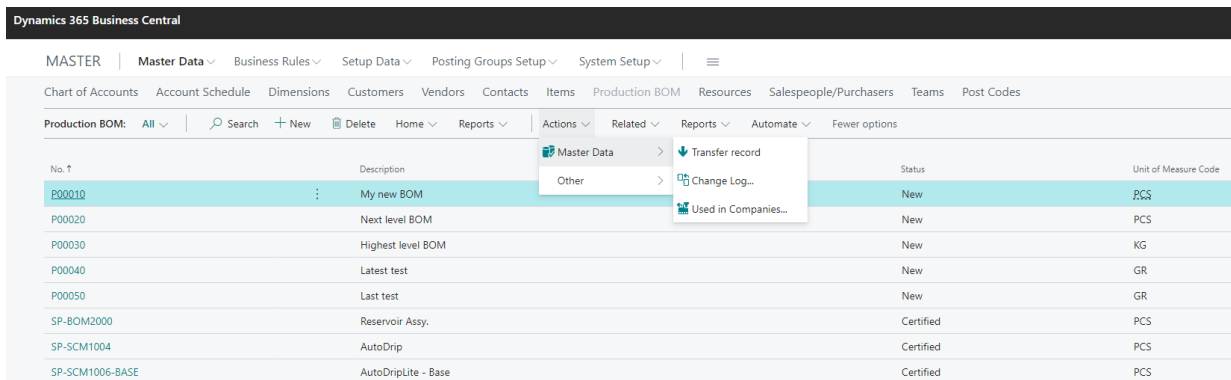 Dynamics 365 Business Central
MASTER Master Data Business Rules Setup Data Posting Groups Setup System Setup
Chart of Accounts Account Schedule Dimensions Customers Vendors Contacts Items Production BOM Resources Salespeople/Purchasers Teams Post Codes
Production BOM: All Search + New Delete Home Reports Actions Related Reports Automate Fewer options
Master Data > Transfer record
Other > Change Log...
Used in Companies...
No. ↑ Description Status Unit of Measure Code
P00010 My new BOM New PCS
P00020 Next level BOM New PCS
P00030 Highest level BOM New KG
P00040 Latest test New GR
P00050 Last test New GR
SP-BOM2000 Reservoir Assy. Certified PCS
SP-SCM1004 AutoDrip Certified PCS
SP-SCM1006-BASE AutoDripLite - Base Certified PCS